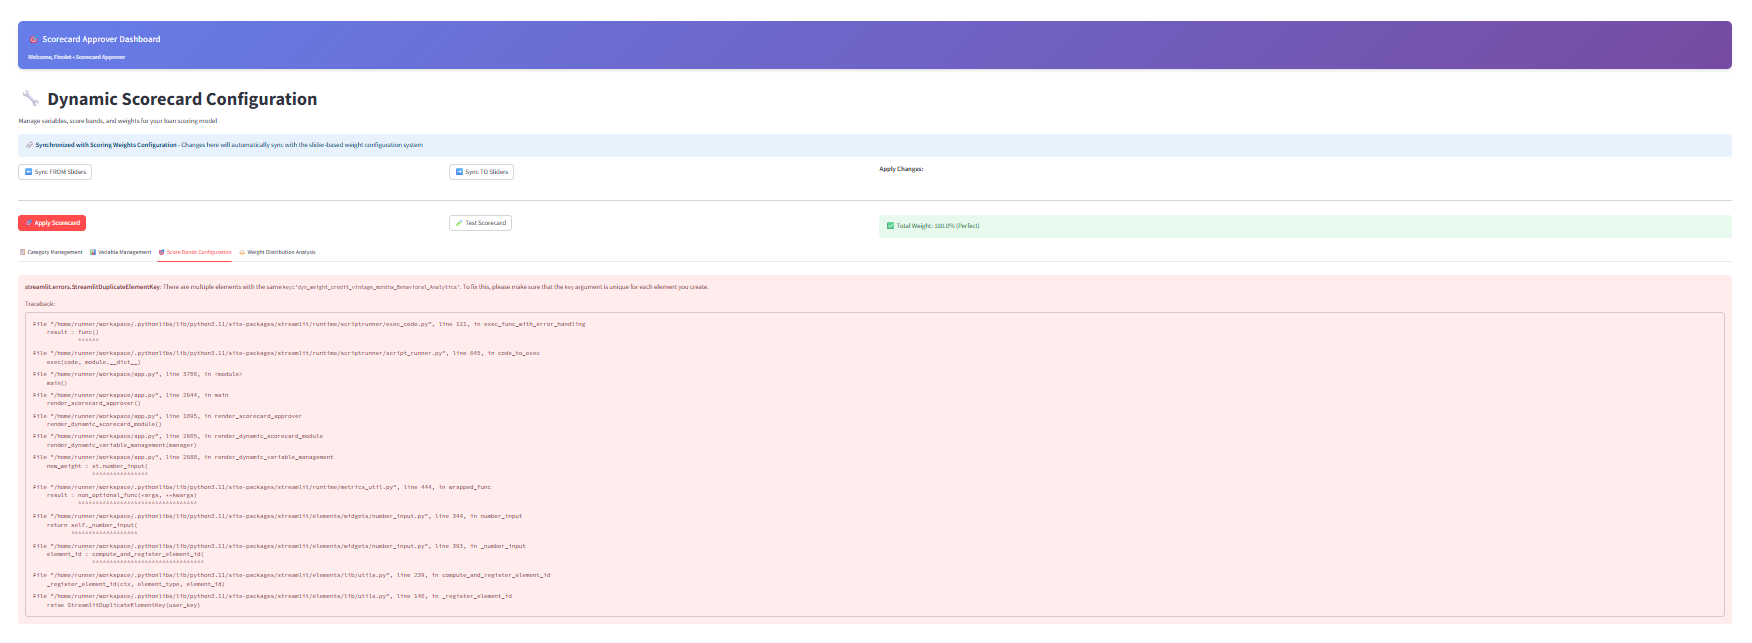 Scorecard Approver Dashboard
Welcome, Finolet • Scorecard Approver
Dynamic Scorecard Configuration
Manage variables, score bands, and weights for your loan scoring model
Synchronized with Scoring Weights Configuration - Changes here will automatically sync with the slider-based weight configuration system
Sync FROM Sliders
Sync TO Sliders
Apply Changes:
Apply Scorecard
Test Scorecard
Total Weight: 100.0% (Perfect)
Category Management
Variable Management
Score Bands Configuration
Weight Distribution Analysis
streamlit.errors.StreamlitDuplicateElementKey: There are multiple elements with the same key='dyn_weight_credit_vintage_months_Behavioral_Analytics'. To fix this, please make sure that the key argument is unique for each element you create.
Traceback:
File "/home/runner/workspace/.pythonlibs/lib/python3.11/site-packages/streamlit/runtime/scriptrunner/exec_code.py", line 121, in exec_func_with_error_handling
result = func()
^^^^^^
File "/home/runner/workspace/.pythonlibs/lib/python3.11/site-packages/streamlit/runtime/scriptrunner/script_runner.py", line 645, in code_to_exec
exec(code, module.__dict__)
File "/home/runner/workspace/app.py", line 3708, in <module>
main()
File "/home/runner/workspace/app.py", line 2644, in main
render_scorecard_approver()
File "/home/runner/workspace/app.py", line 1895, in render_scorecard_approver
render_dynamic_scorecard_module()
File "/home/runner/workspace/app.py", line 2805, in render_dynamic_scorecard_module
render_dynamic_variable_management(manager)
File "/home/runner/workspace/app.py", line 2880, in render_dynamic_variable_management
new_weight = st.number_input(
^^^^^^^^^^^^^^^^
File "/home/runner/workspace/.pythonlibs/lib/python3.11/site-packages/streamlit/runtime/metrics_util.py", line 444, in wrapped_func
result = non_optional_func(*args, **kwargs)
^^^^^^^^^^^^^^^^^^^^^^^^^^^^^^^^^^
File "/home/runner/workspace/.pythonlibs/lib/python3.11/site-packages/streamlit/elements/widgets/number_input.py", line 344, in number_input
return self._number_input(
^^^^^^^^^^^^^^^^^^^
File "/home/runner/workspace/.pythonlibs/lib/python3.11/site-packages/streamlit/elements/widgets/number_input.py", line 393, in _number_input
element_id = compute_and_register_element_id(
^^^^^^^^^^^^^^^^^^^^^^^^^^^^^^^^
File "/home/runner/workspace/.pythonlibs/lib/python3.11/site-packages/streamlit/elements/lib/utils.py", line 239, in compute_and_register_element_id
_register_element_id(ctx, element_type, element_id)
File "/home/runner/workspace/.pythonlibs/lib/python3.11/site-packages/streamlit/elements/lib/utils.py", line 140, in _register_element_id
raise StreamlitDuplicateElementKey(user_key)